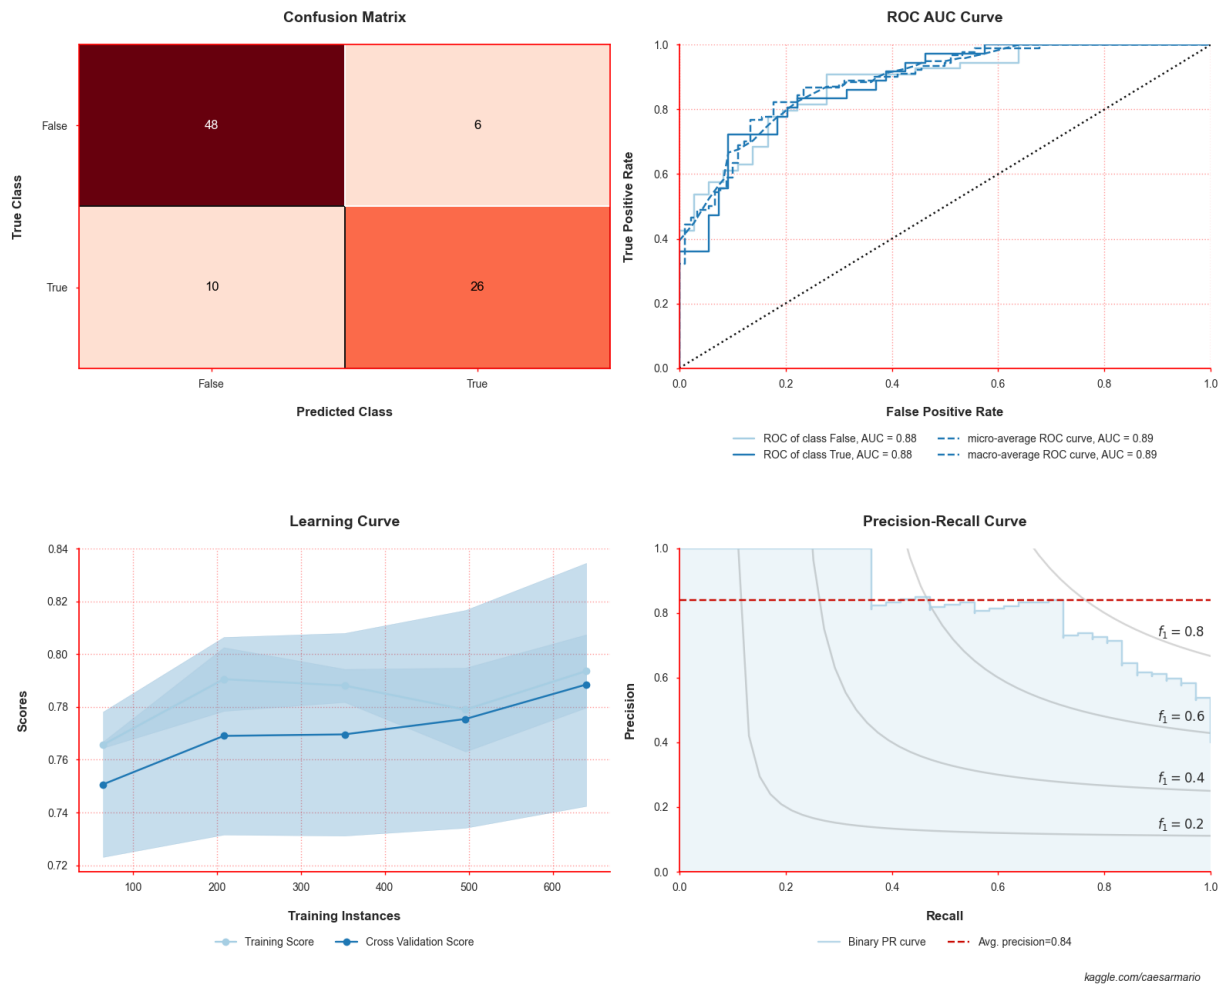 Confusion Matrix
True Class
False
True
48
6
10
26
False
True
Predicted Class
ROC AUC Curve
True Positive Rate
1.0
0.8
0.6
0.4
0.2
0.0
0.0
0.2
0.4
0.6
0.8
1.0
False Positive Rate
ROC of class False, AUC = 0.88
ROC of class True, AUC = 0.88
micro-average ROC curve, AUC = 0.89
macro-average ROC curve, AUC = 0.89
Learning Curve
Scores
0.84
0.82
0.80
0.78
0.76
0.74
0.72
100
200
300
400
500
600
Training Instances
Training Score
Cross Validation Score
Precision-Recall Curve
Precision
1.0
0.8
0.6
0.4
0.2
0.0
f₁ = 0.8
f₁ = 0.6
f₁ = 0.4
f₁ = 0.2
0.0
0.2
0.4
0.6
0.8
1.0
Recall
Binary PR curve
Avg. precision=0.84
kaggle.com/caesarmario